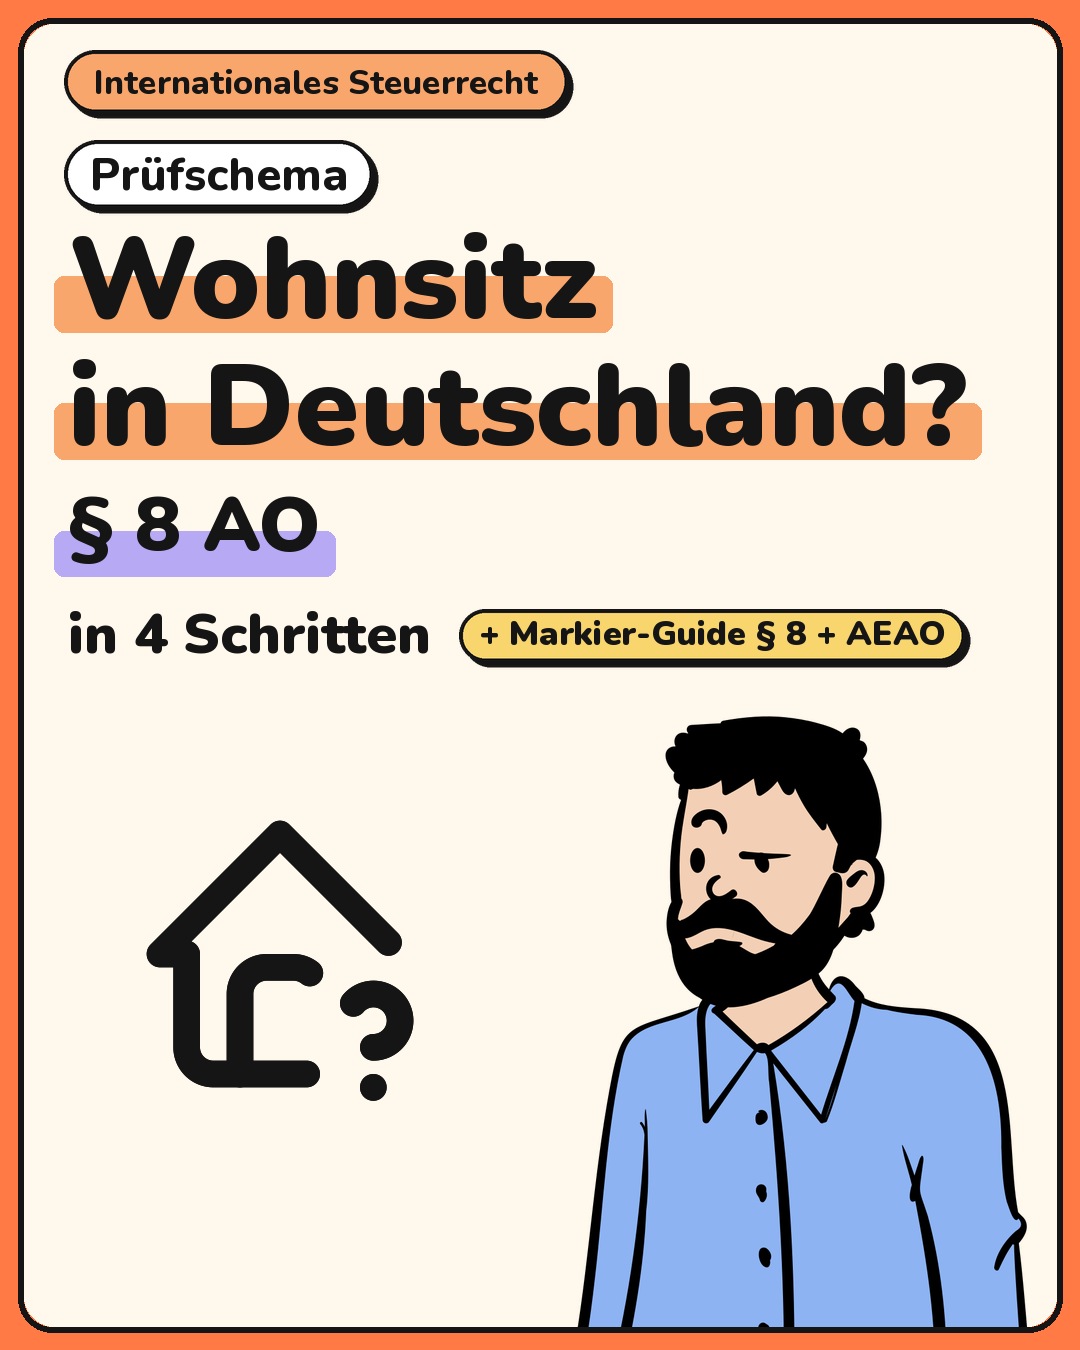 Internationales Steuerrecht
Prüfschema
Wohnsitz
in Deutschland?
§ 8 AO
in 4 Schritten + Markier-Guide § 8 + AEAO
?